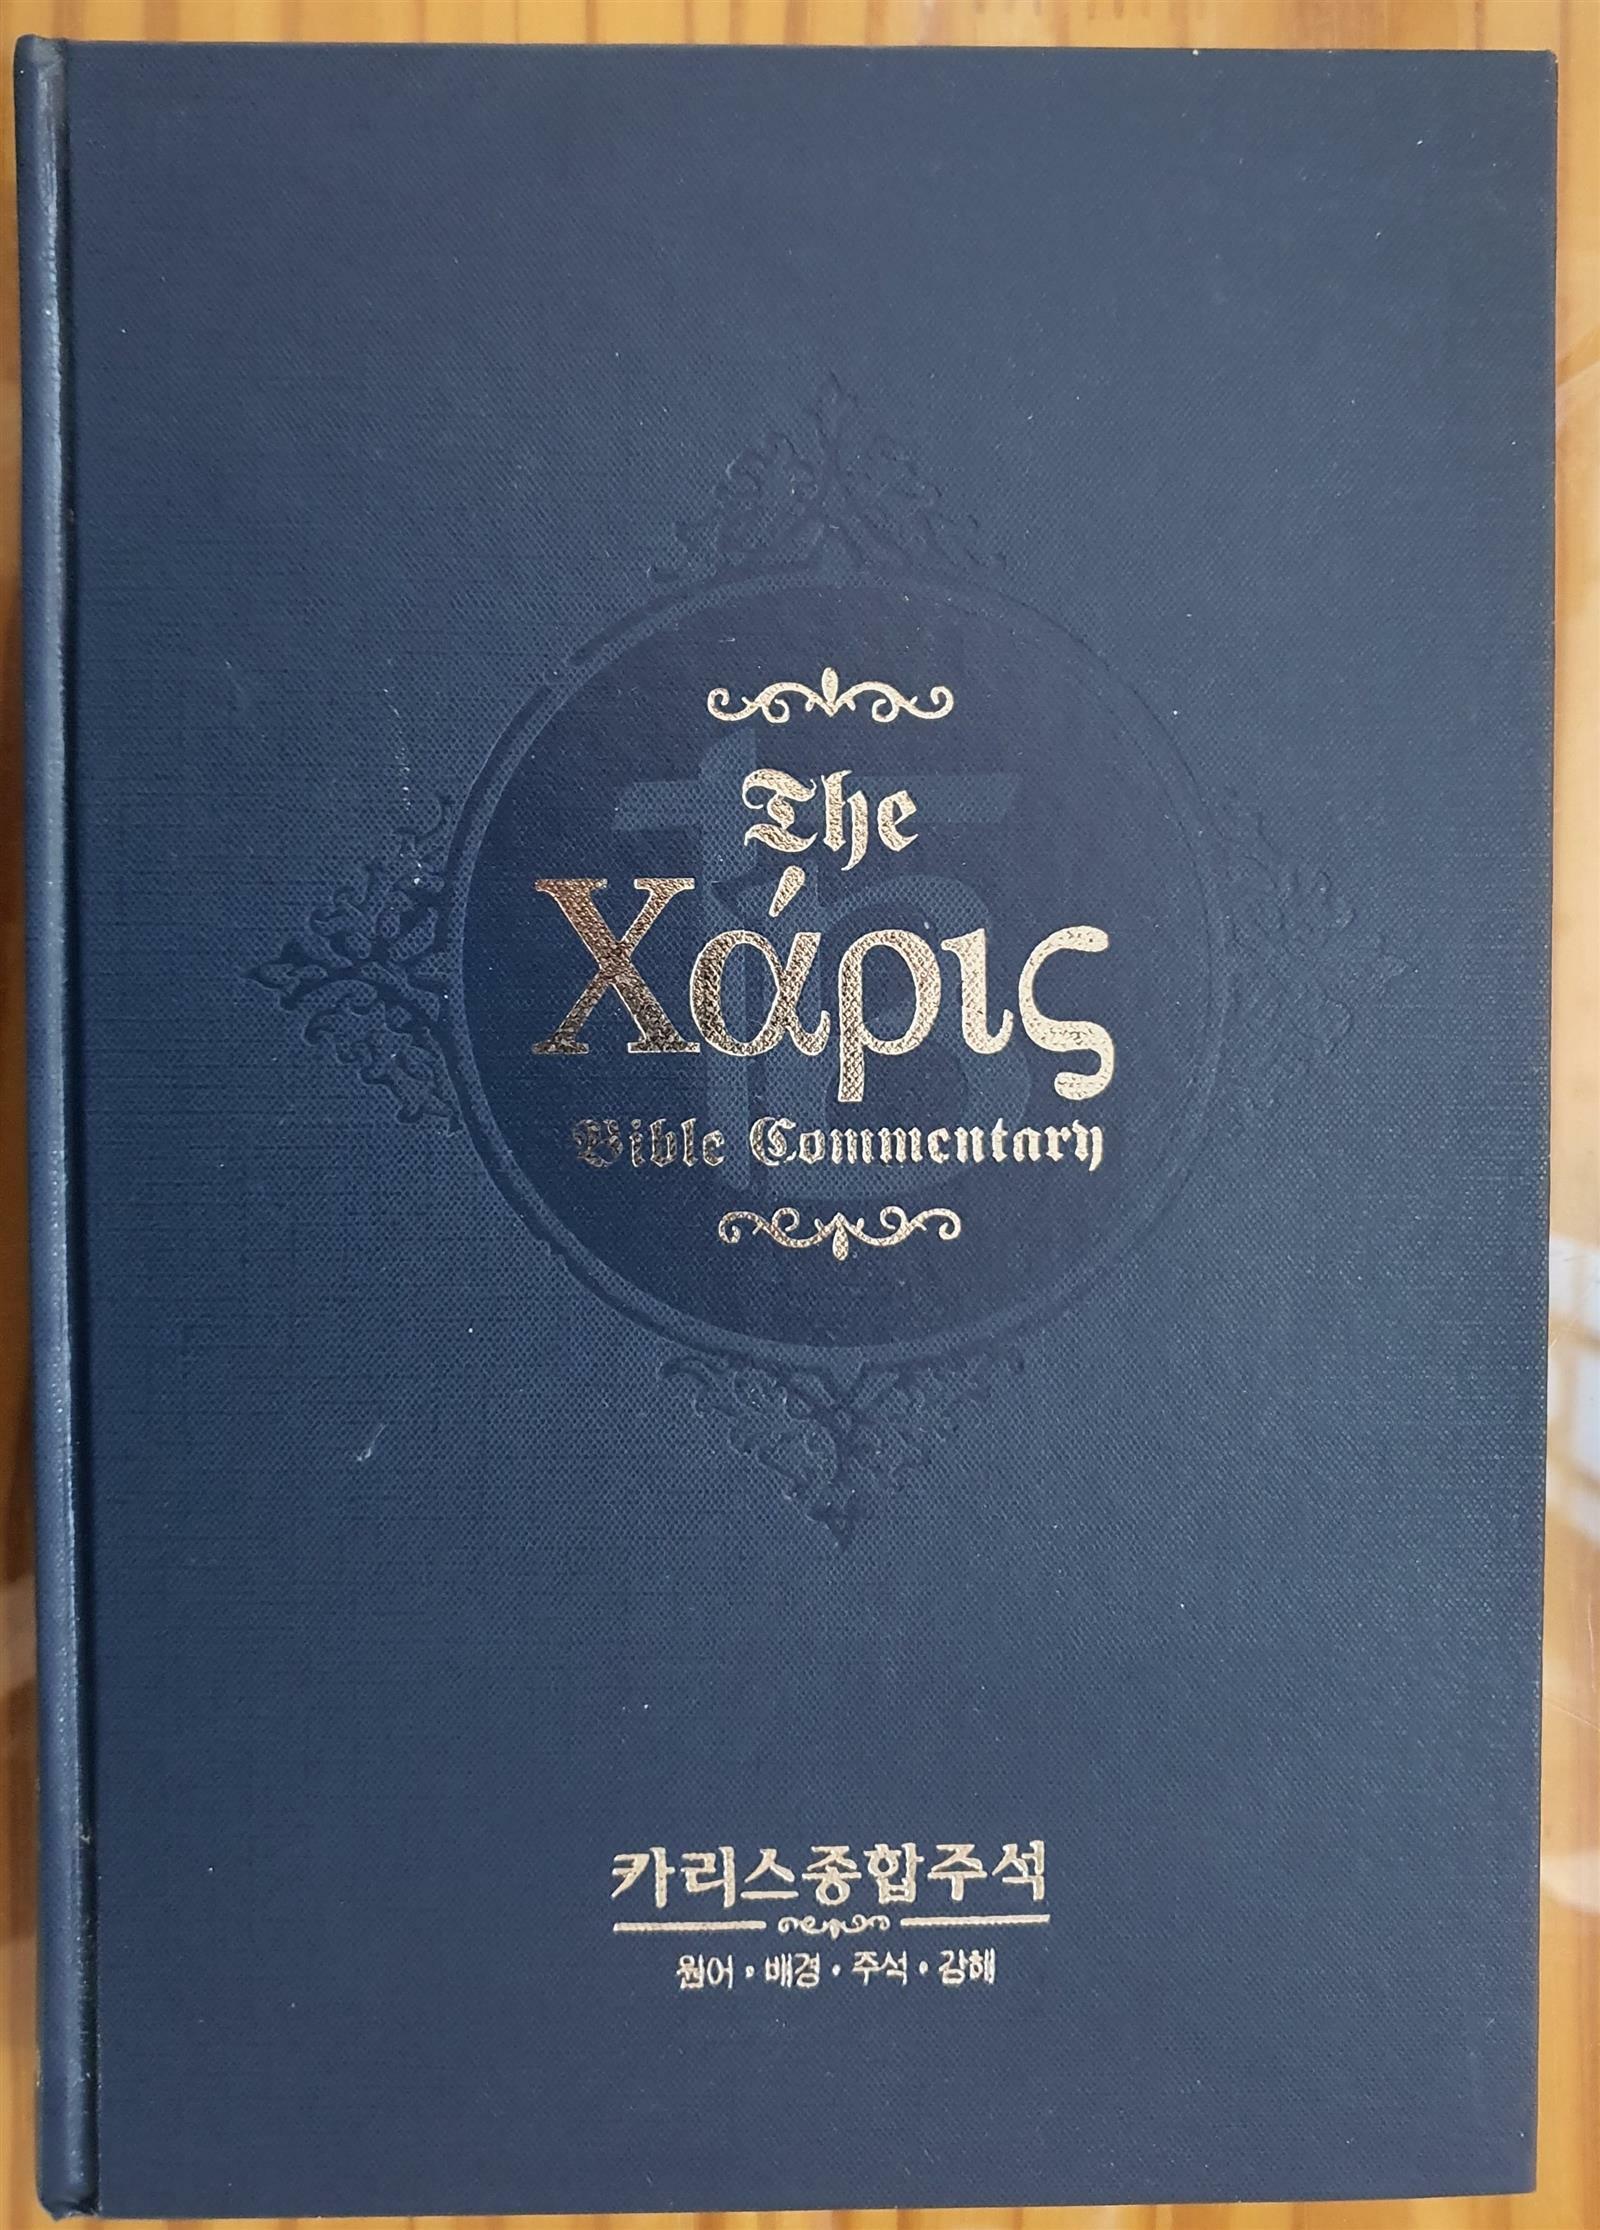 The
Χάρις
Bible Commentary
카리스종합주석
원어 · 배경 · 주석 · 강해